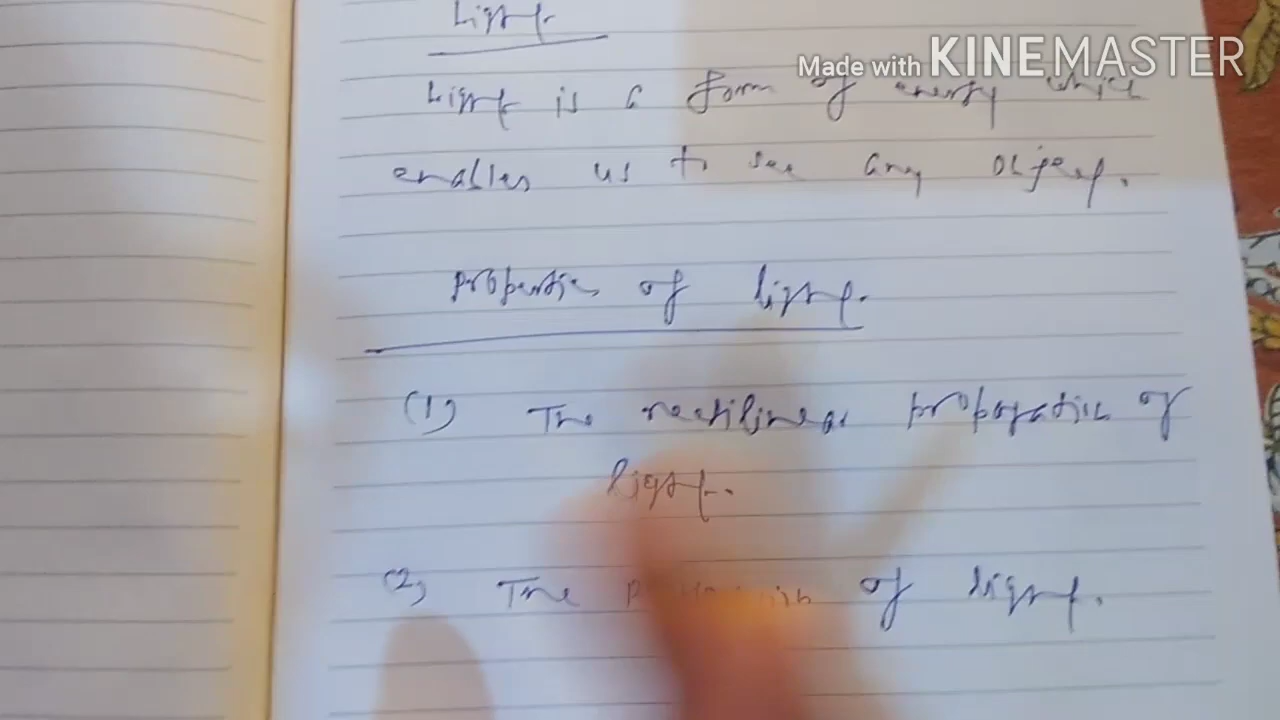 Light.
Made with KINEMASTER
Light is a form of energy which
enables us to see any object.
Properties of light.
(1) The rectilinear propagation of
light.
(2) The of light.